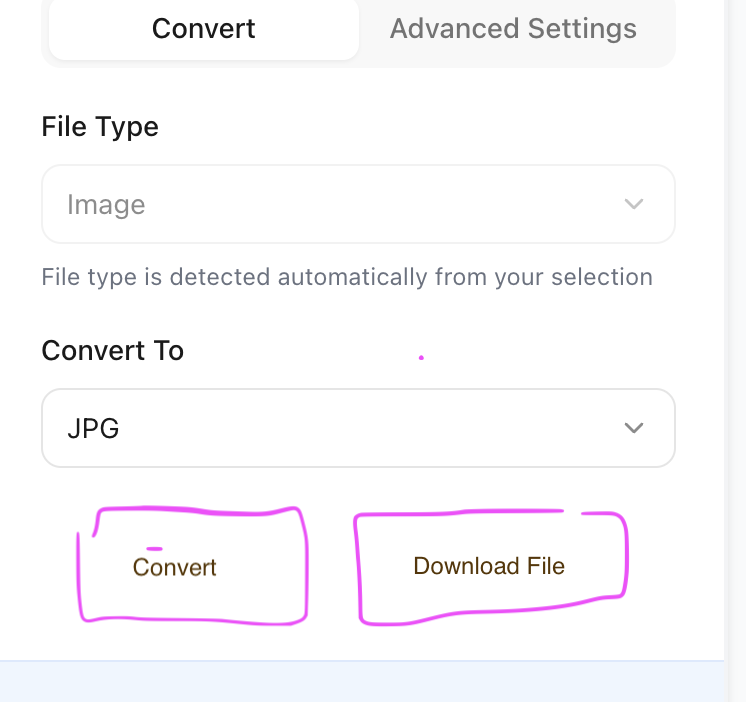 Convert Advanced Settings
File Type
Image
File type is detected automatically from your selection
Convert To
JPG
Convert Download File